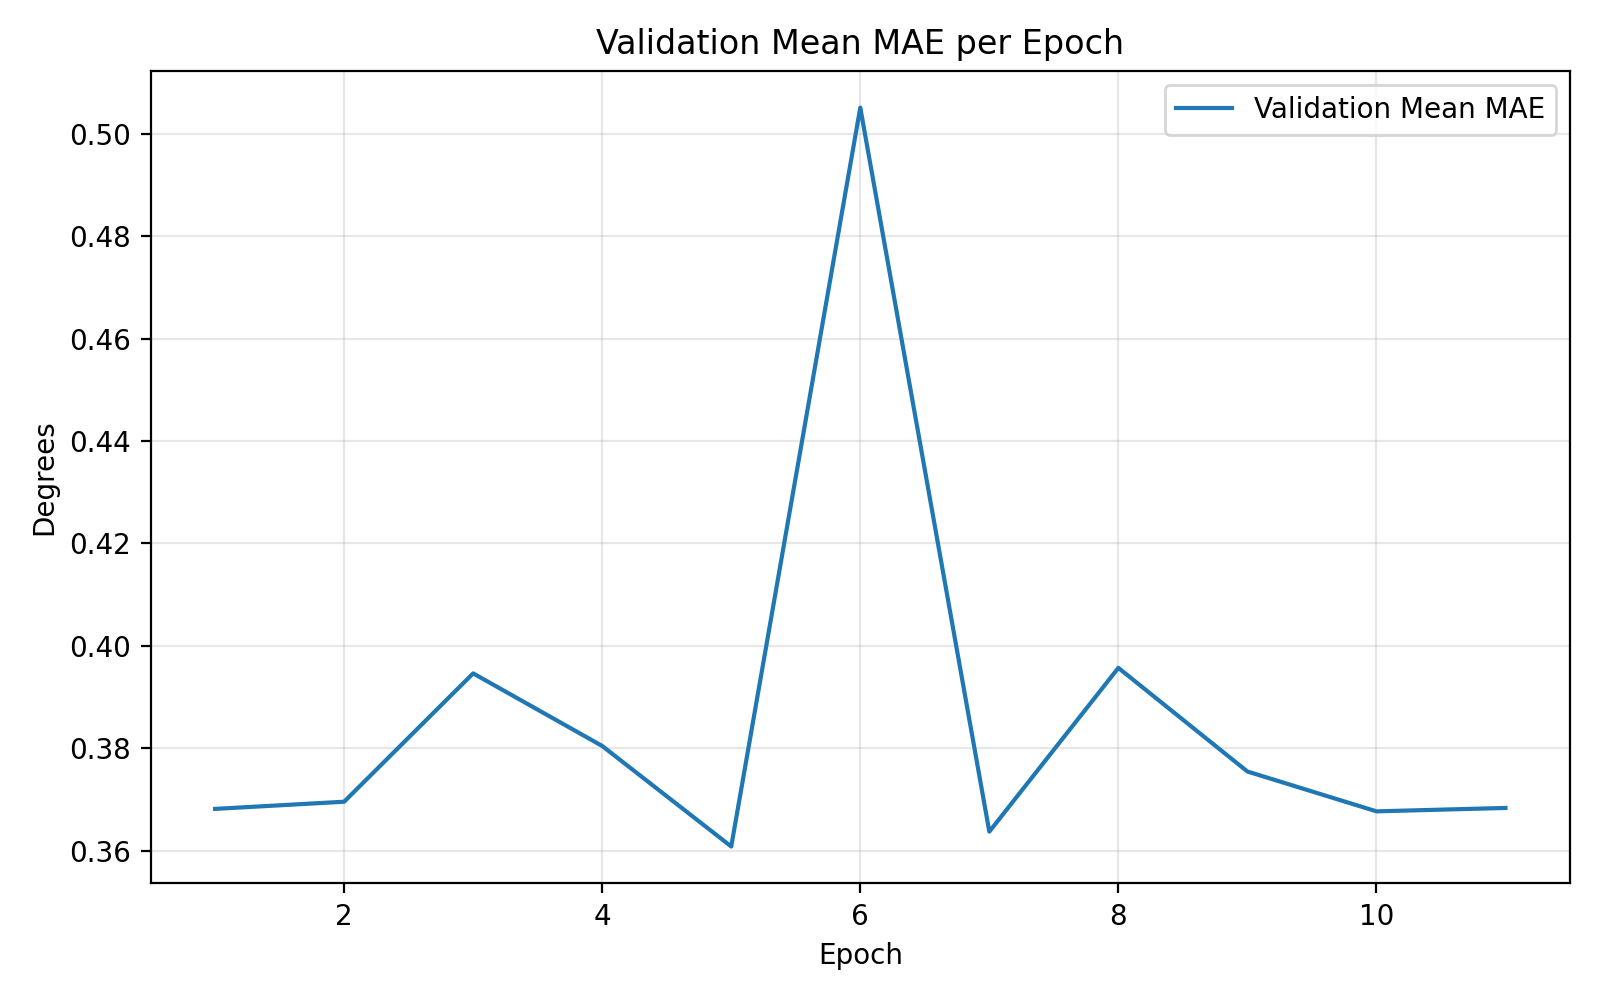 Validation Mean MAE per Epoch
Validation Mean MAE
0.50
0.48
0.46
0.44
0.42
0.40
0.38
0.36
Degrees
2 4 6 8 10
Epoch